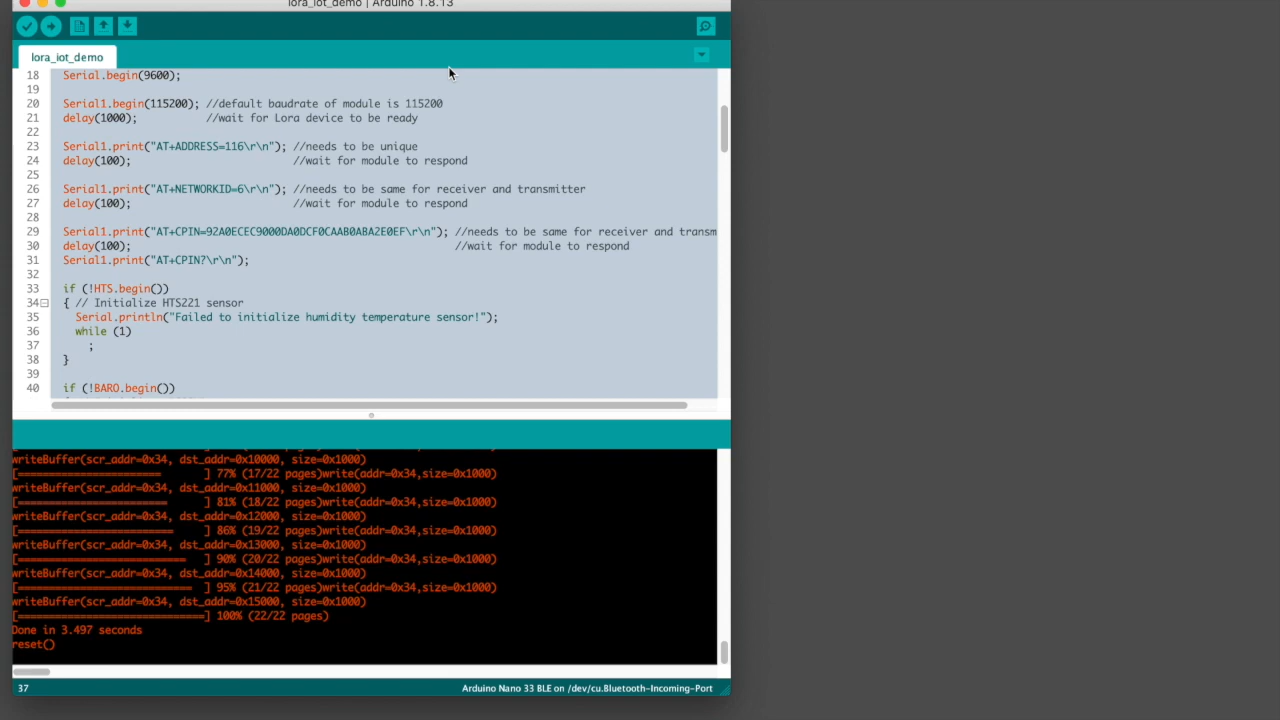 lora_iot_demo | Arduino 1.8.13
lora_iot_demo
18 Serial.begin(9600);
19
20 Serial1.begin(115200); //default baudrate of module is 115200
21 delay(1000); //wait for Lora device to be ready
22
23 Serial1.print("AT+ADDRESS=116\r\n"); //needs to be unique
24 delay(100); //wait for module to respond
25
26 Serial1.print("AT+NETWORKID=6\r\n"); //needs to be same for receiver and transmitter
27 delay(100); //wait for module to respond
28
29 Serial1.print("AT+CPIN=92A0ECEC9000DA0DCF0CAAB0ABA2E0EF\r\n"); //needs to be same for receiver and transm
30 delay(100); //wait for module to respond
31 Serial1.print("AT+CPIN?\r\n");
32
33 if (!HTS.begin())
34 { // Initialize HTS221 sensor
35 Serial.println("Failed to initialize humidity temperature sensor!");
36 while (1)
37 ;
38 }
39
40 if (!BARO.begin())
writeBuffer(scr_addr=0x34, dst_addr=0x10000, size=0x1000)
[======================= ] 77% (17/22 pages)write(addr=0x34,size=0x1000)
writeBuffer(scr_addr=0x34, dst_addr=0x11000, size=0x1000)
[======================== ] 81% (18/22 pages)write(addr=0x34,size=0x1000)
writeBuffer(scr_addr=0x34, dst_addr=0x12000, size=0x1000)
[========================= ] 86% (19/22 pages)write(addr=0x34,size=0x1000)
writeBuffer(scr_addr=0x34, dst_addr=0x13000, size=0x1000)
[=========================== ] 90% (20/22 pages)write(addr=0x34,size=0x1000)
writeBuffer(scr_addr=0x34, dst_addr=0x14000, size=0x1000)
[============================ ] 95% (21/22 pages)write(addr=0x34,size=0x1000)
writeBuffer(scr_addr=0x34, dst_addr=0x15000, size=0x1000)
[==============================] 100% (22/22 pages)
Done in 3.497 seconds
reset()
37
Arduino Nano 33 BLE on /dev/cu.Bluetooth-Incoming-Port